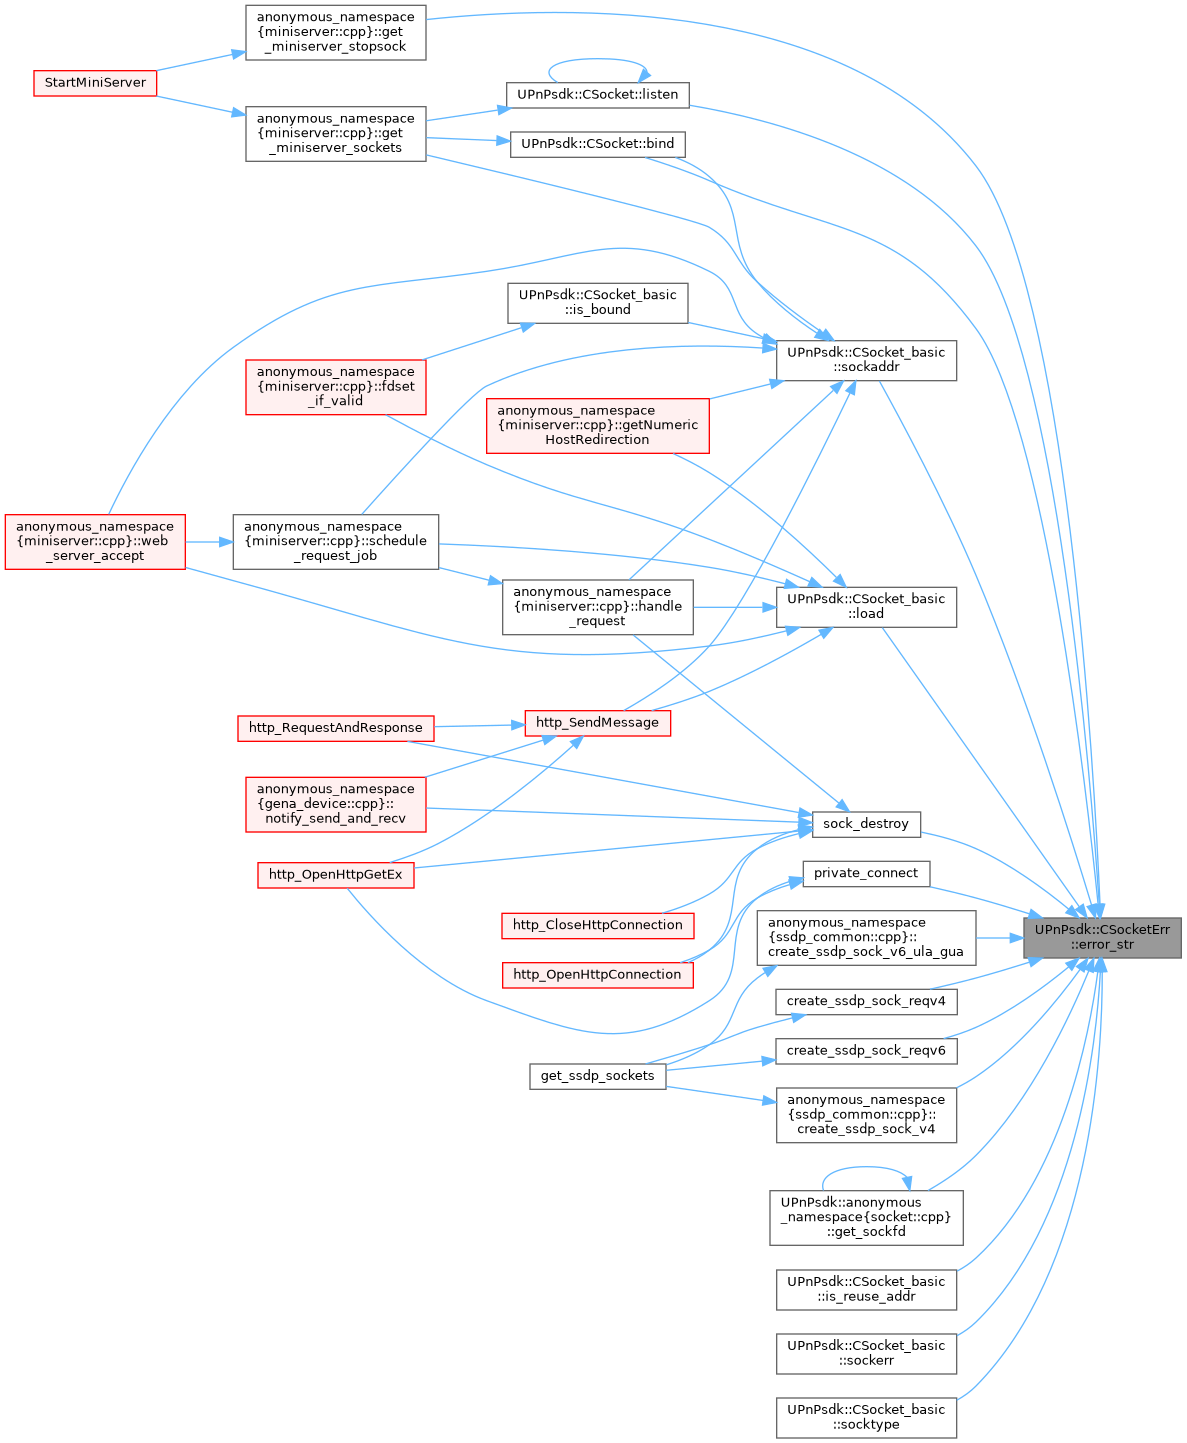 anonymous_namespace
{miniserver::cpp}::get
_miniserver_stopsock
StartMiniServer
UPnPsdk::CSocket::listen
anonymous_namespace
{miniserver::cpp}::get
_miniserver_sockets
UPnPsdk::CSocket::bind
UPnPsdk::CSocket_basic
::is_bound
UPnPsdk::CSocket_basic
::sockaddr
anonymous_namespace
{miniserver::cpp}::fdset
_if_valid
anonymous_namespace
{miniserver::cpp}::getNumeric
HostRedirection
anonymous_namespace
{miniserver::cpp}::web
_server_accept
anonymous_namespace
{miniserver::cpp}::schedule
_request_job
anonymous_namespace
{miniserver::cpp}::handle
_request
UPnPsdk::CSocket_basic
::load
http_SendMessage
http_RequestAndResponse
anonymous_namespace
{gena_device::cpp}::
notify_send_and_recv
sock_destroy
http_OpenHttpGetEx
private_connect
http_CloseHttpConnection
anonymous_namespace
{ssdp_common::cpp}::
create_ssdp_sock_v6_ula_gua
UPnPsdk::CSocketErr
::error_str
http_OpenHttpConnection
create_ssdp_sock_reqv4
create_ssdp_sock_reqv6
get_ssdp_sockets
anonymous_namespace
{ssdp_common::cpp}::
create_ssdp_sock_v4
UPnPsdk::anonymous
_namespace{socket::cpp}
::get_sockfd
UPnPsdk::CSocket_basic
::is_reuse_addr
UPnPsdk::CSocket_basic
::sockerr
UPnPsdk::CSocket_basic
::socktype